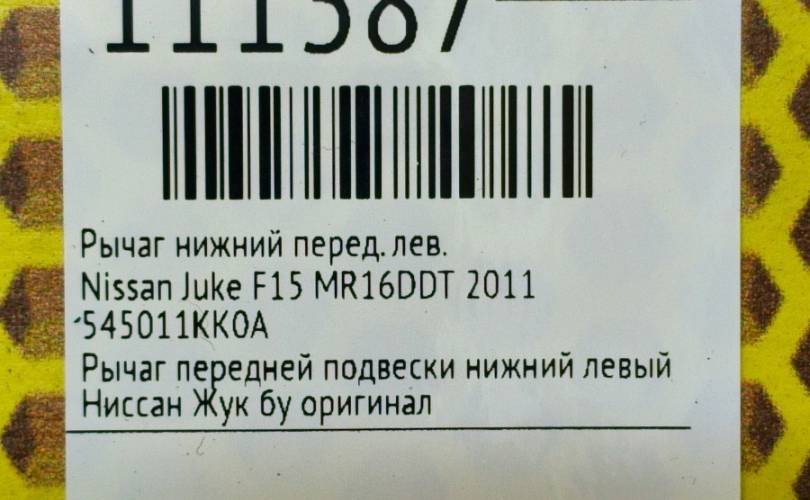 111387
Рычаг нижний перед. лев.
Nissan Juke F15 MR16DDT 2011
545011KK0A
Рычаг передней подвески нижний левый
Ниссан Жук бу оригинал